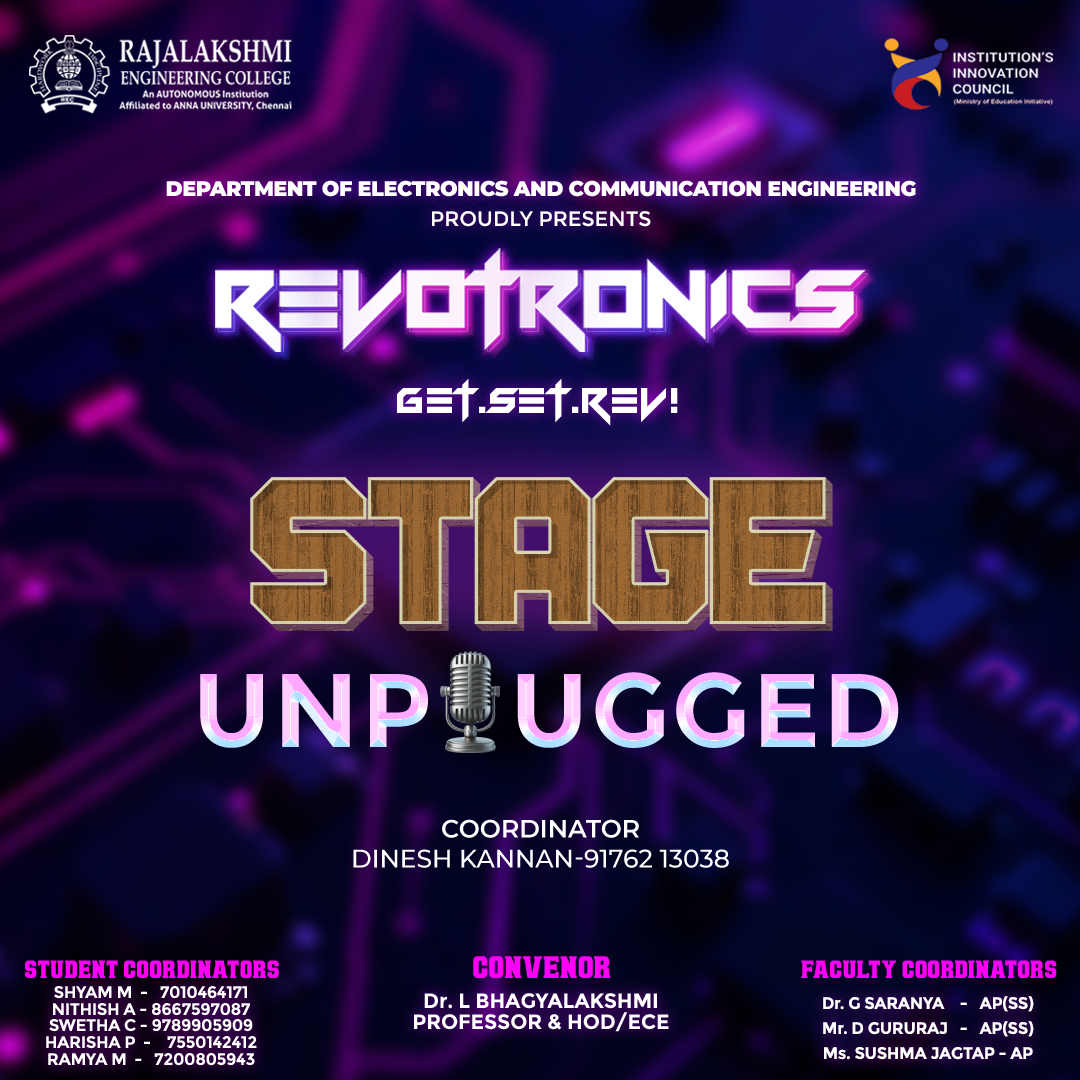 RAJALAKSHMI
ENGINEERING COLLEGE
An AUTONOMOUS Institution
Affiliated to ANNA UNIVERSITY, Chennai
REC
INSTITUTION'S
INNOVATION
COUNCIL
(Ministry of Education Initiative)
DEPARTMENT OF ELECTRONICS AND COMMUNICATION ENGINEERING
PROUDLY PRESENTS
REVOTRONICS
GET.SET.REV!
STAGE
UNPLUGGED
COORDINATOR
DINESH KANNAN-91762 13038
STUDENT COORDINATORS
SHYAM M - 7010464171
NITHISH A - 8667597087
SWETHA C - 9789905909
HARISHA P - 7550142412
RAMYA M - 7200805943
CONVENOR
Dr. L BHAGYALAKSHMI
PROFESSOR & HOD/ECE
FACULTY COORDINATORS
Dr. G SARANYA - AP(SS)
Mr. D GURURAJ - AP(SS)
Ms. SUSHMA JAGTAP - AP